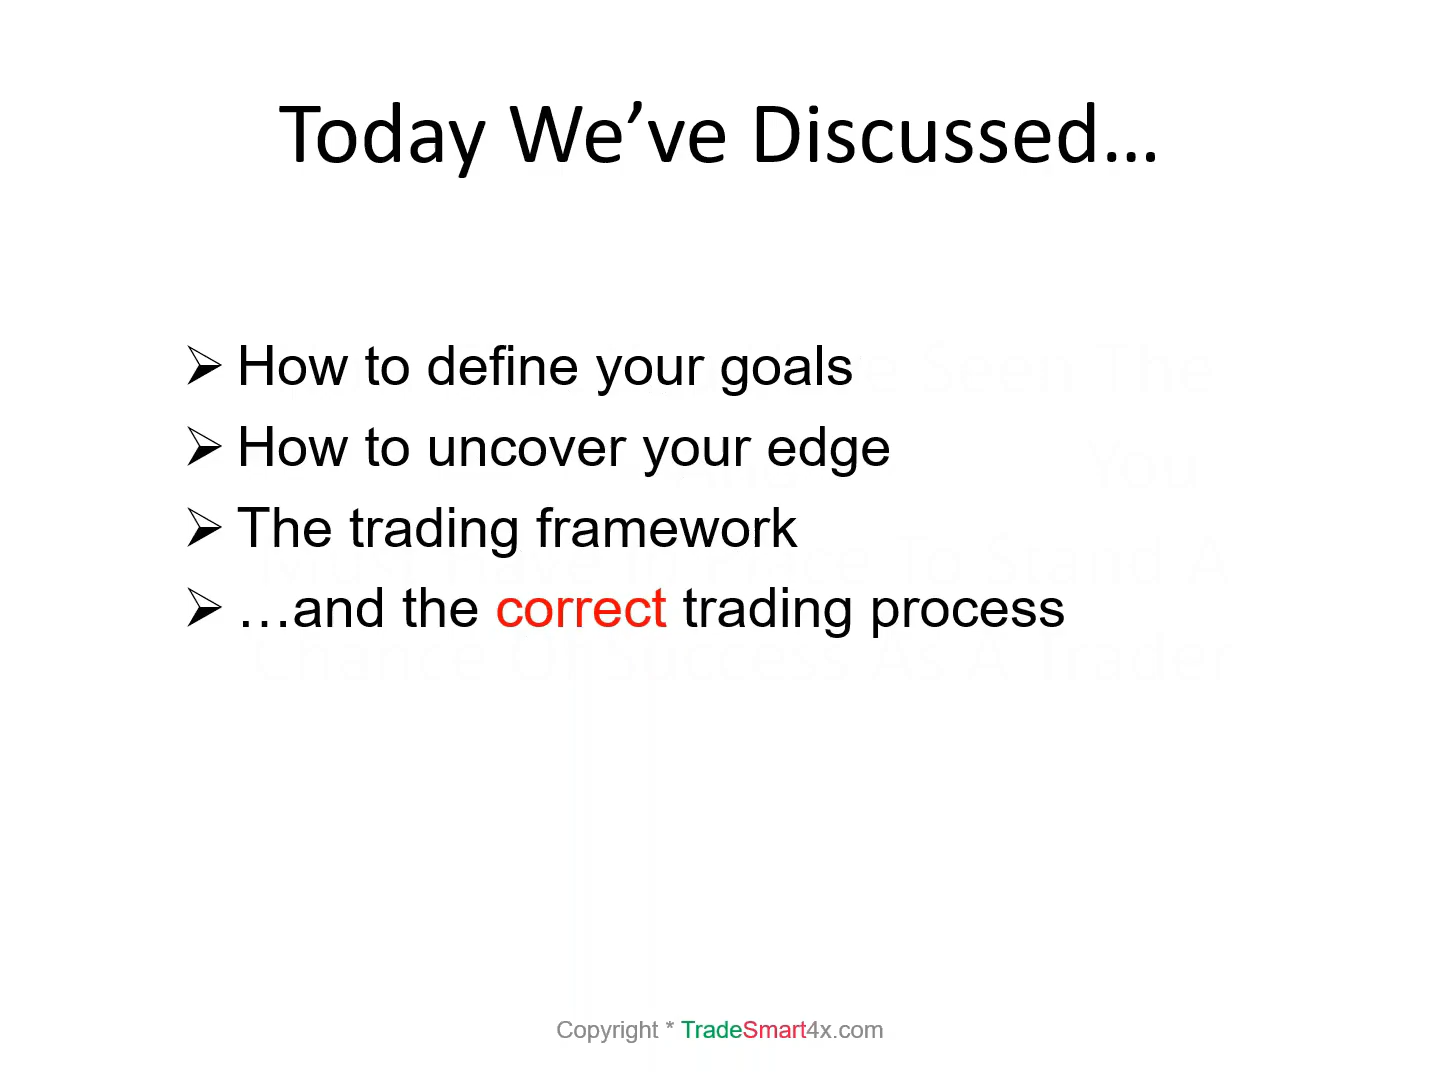 Today We’ve Discussed…
How to define your goals
How to uncover your edge
The trading framework
…and the correct trading process
Copyright * TradeSmart4x.com